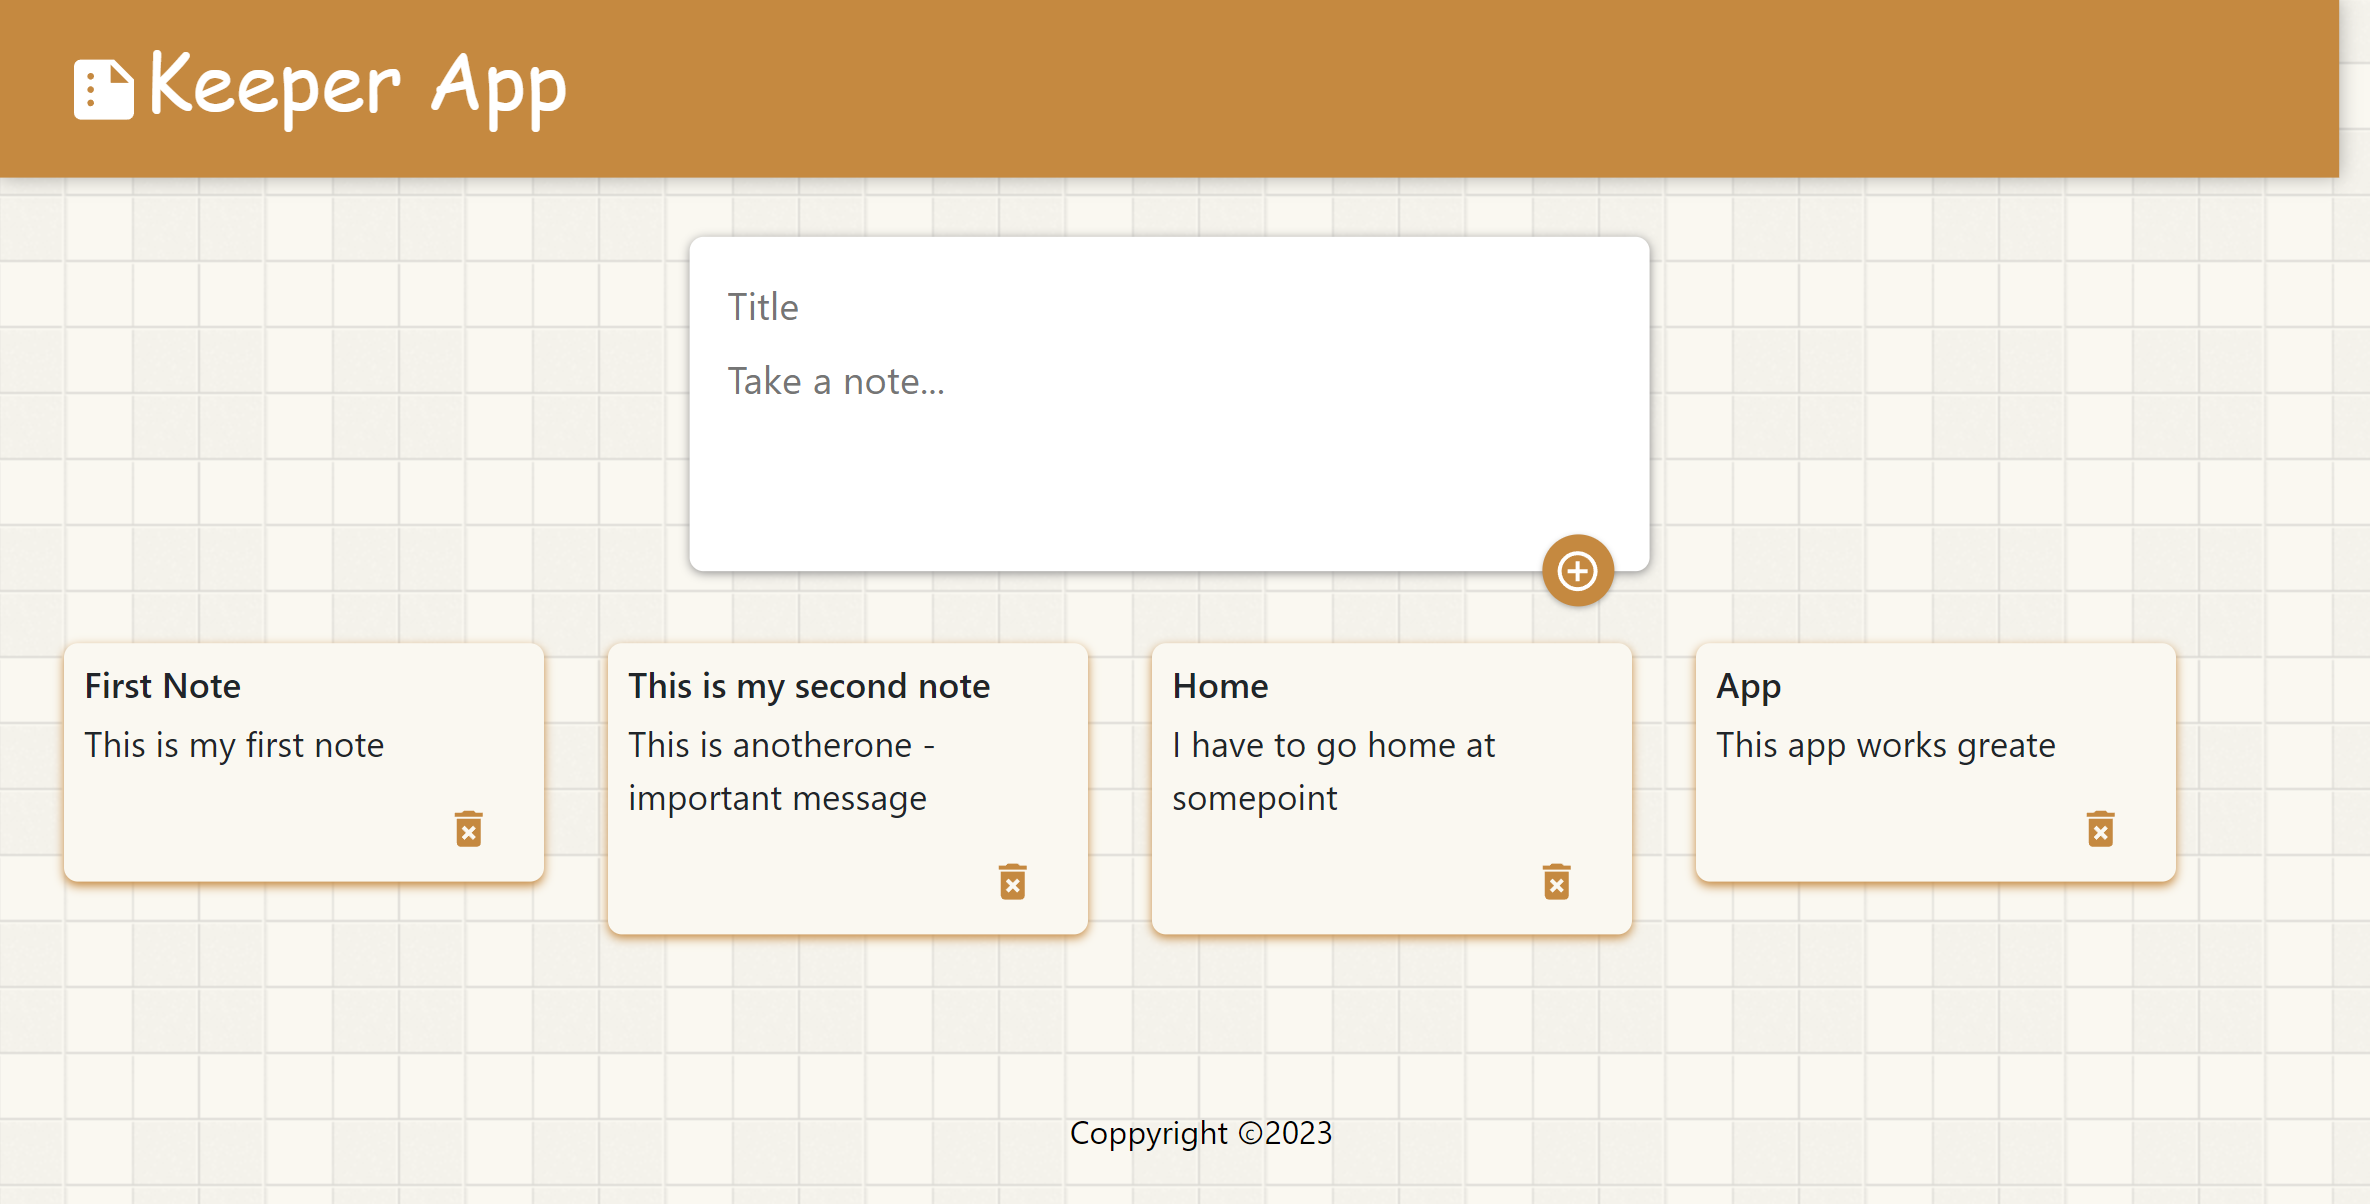 Keeper App
Title
Take a note...
First Note
This is my first note
This is my second note
This is anotherone -
important message
Home
I have to go home at
somepoint
App
This app works greate
Coppyright ©2023